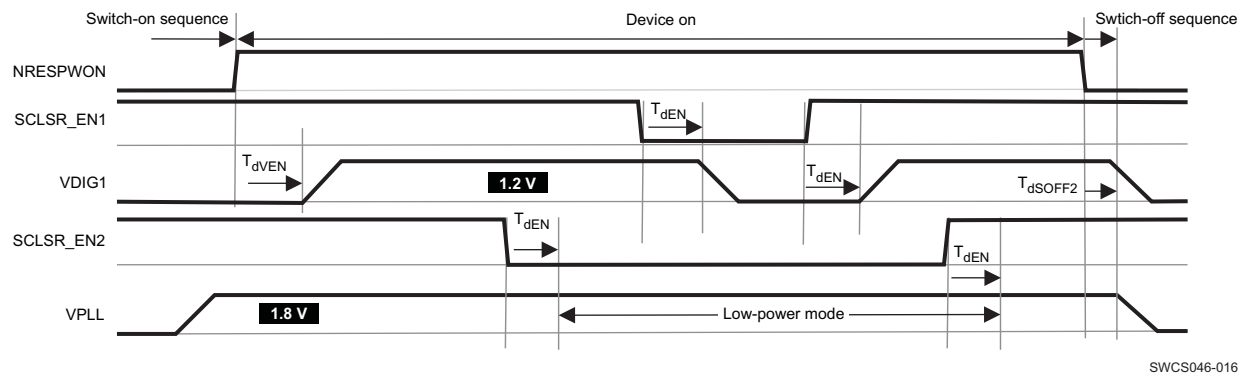 Switch-on sequence
Device on
Swtich-off sequence
NRESPWON
SCLSR_EN1
TdEN
TdVEN
VDIG1
1.2 V
TdEN
TdSOFF2
SCLSR_EN2
TdEN
TdEN
VPLL
1.8 V
Low-power mode
SWCS046-016